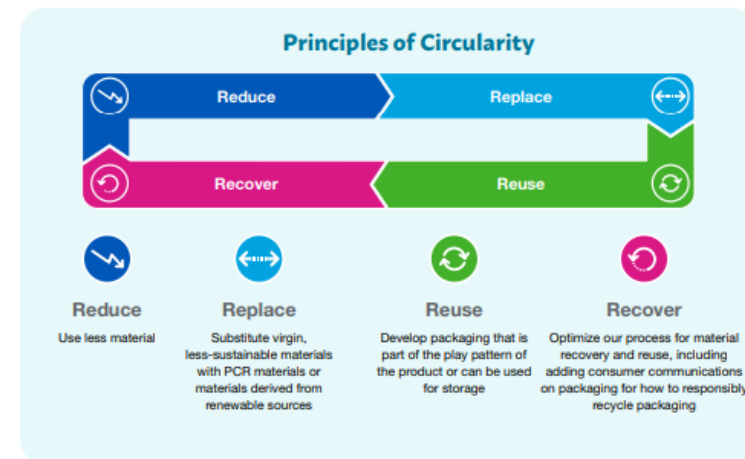 Principles of Circularity
Reduce
Replace
Recover
Reuse
Reduce
Use less material
Replace
Substitute virgin,
less-sustainable materials
with PCR materials or
materials derived from
renewable sources
Reuse
Develop packaging that is
part of the play pattern of
the product or can be used
for storage
Recover
Optimize our process for material
recovery and reuse, including
adding consumer communications
on packaging for how to responsibly
recycle packaging